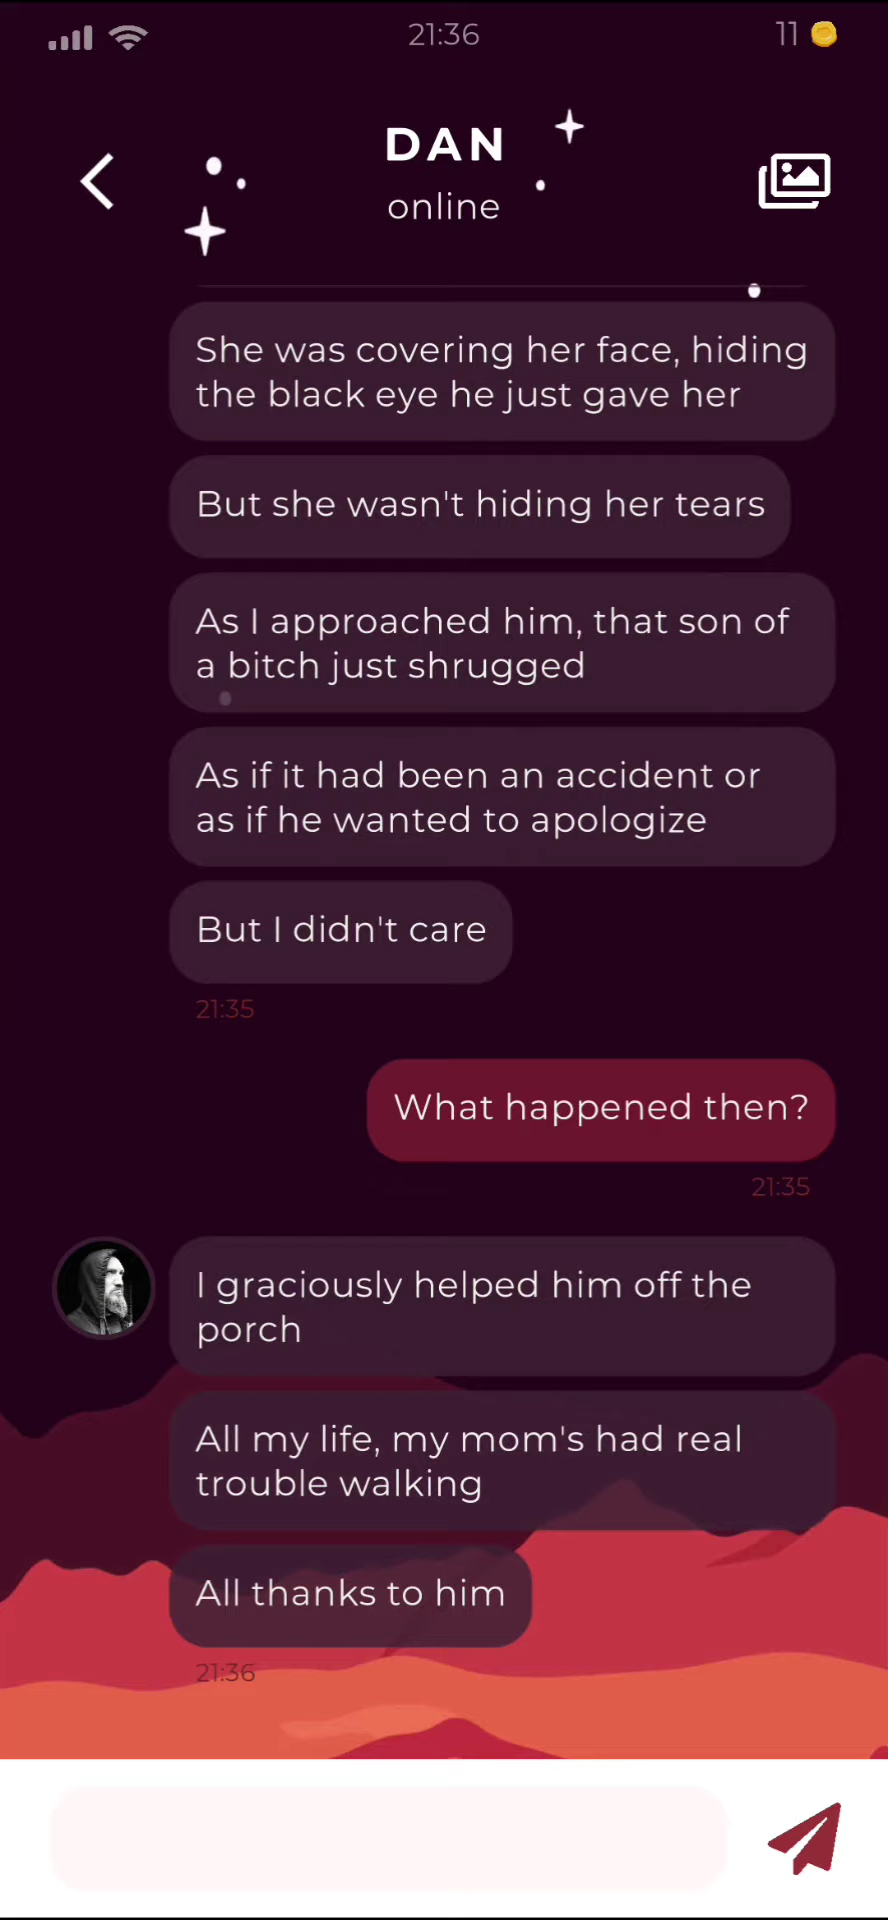 21:36
11
DAN
online
She was covering her face, hiding
the black eye he just gave her
But she wasn't hiding her tears
As I approached him, that son of
a bitch just shrugged
As if it had been an accident or
as if he wanted to apologize
But I didn't care
21:35
What happened then?
21:35
I graciously helped him off the
porch
All my life, my mom's had real
trouble walking
All thanks to him
21:36